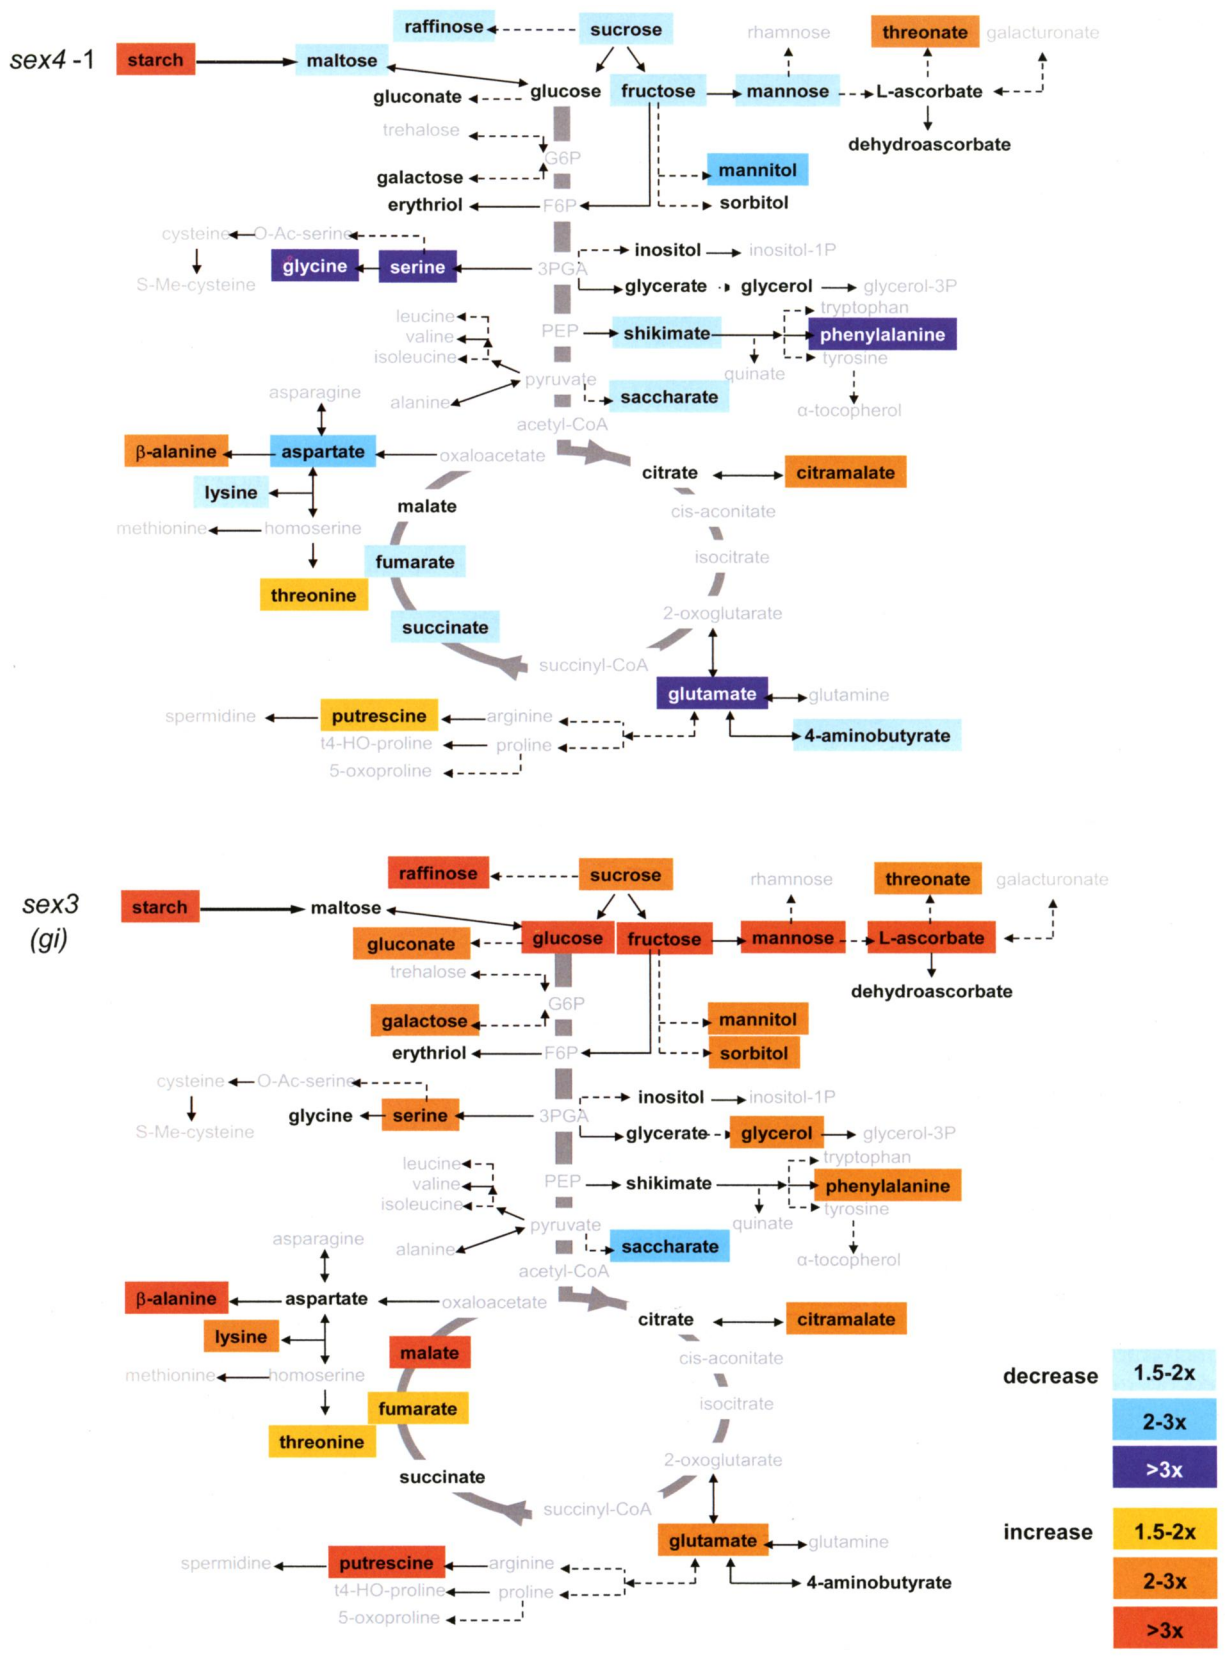 raffinose sucrose rhamnose threonate galacturonate
sex4 -1 starch maltose
gluconate glucose fructose mannose L-ascorbate
trehalose
dehydroascorbate
G6P
galactose mannitol
erythriol F6P sorbitol
cysteine O-Ac-serine
inositol inositol-1P
glycine serine 3PGA
S-Me-cysteine glycerate glycerol glycerol-3P
tryptophan
leucine
valine PEP shikimate phenylalanine
isoleucine tyrosine
quinate
pyruvate
asparagine saccharate
alanine α-tocopherol
acetyl-CoA
β-alanine aspartate oxaloacetate
citrate citramalate
lysine
malate cis-aconitate
methionine homoserine
fumarate isocitrate
threonine
2-oxoglutarate
succinate
succinyl-CoA
glutamate glutamine
spermidine putrescine arginine
4-aminobutyrate
t4-HO-proline proline
5-oxoproline
raffinose sucrose rhamnose threonate galacturonate
sex3 starch maltose
(gi) gluconate glucose fructose mannose L-ascorbate
trehalose
dehydroascorbate
G6P
galactose mannitol
erythriol F6P sorbitol
cysteine O-Ac-serine
inositol inositol-1P
glycine serine 3PGA
S-Me-cysteine glycerate glycerol glycerol-3P
tryptophan
leucine
valine PEP shikimate phenylalanine
isoleucine tyrosine
quinate
pyruvate
asparagine saccharate
alanine α-tocopherol
acetyl-CoA
β-alanine aspartate oxaloacetate
citrate citramalate
lysine
malate cis-aconitate
methionine homoserine
decrease 1.5-2x
fumarate isocitrate
2-3x
threonine
2-oxoglutarate
>3x
succinate
succinyl-CoA
increase 1.5-2x
glutamate glutamine
spermidine putrescine arginine
2-3x
4-aminobutyrate
t4-HO-proline proline
5-oxoproline
>3x